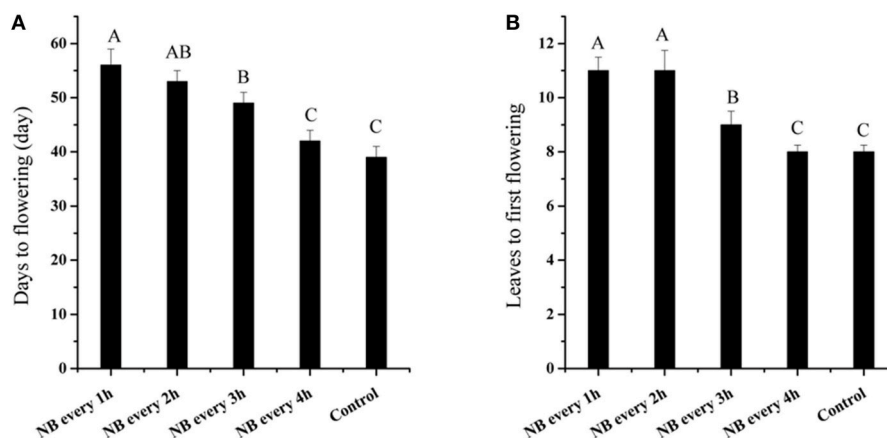 A
Days to flowering (day)
60
50
40
30
20
10
0
A
AB
B
C
C
NB every 1h
NB every 2h
NB every 3h
NB every 4h
Control
B
Leaves to first flowering
12
10
8
6
4
2
0
A
A
B
C
C
NB every 1h
NB every 2h
NB every 3h
NB every 4h
Control